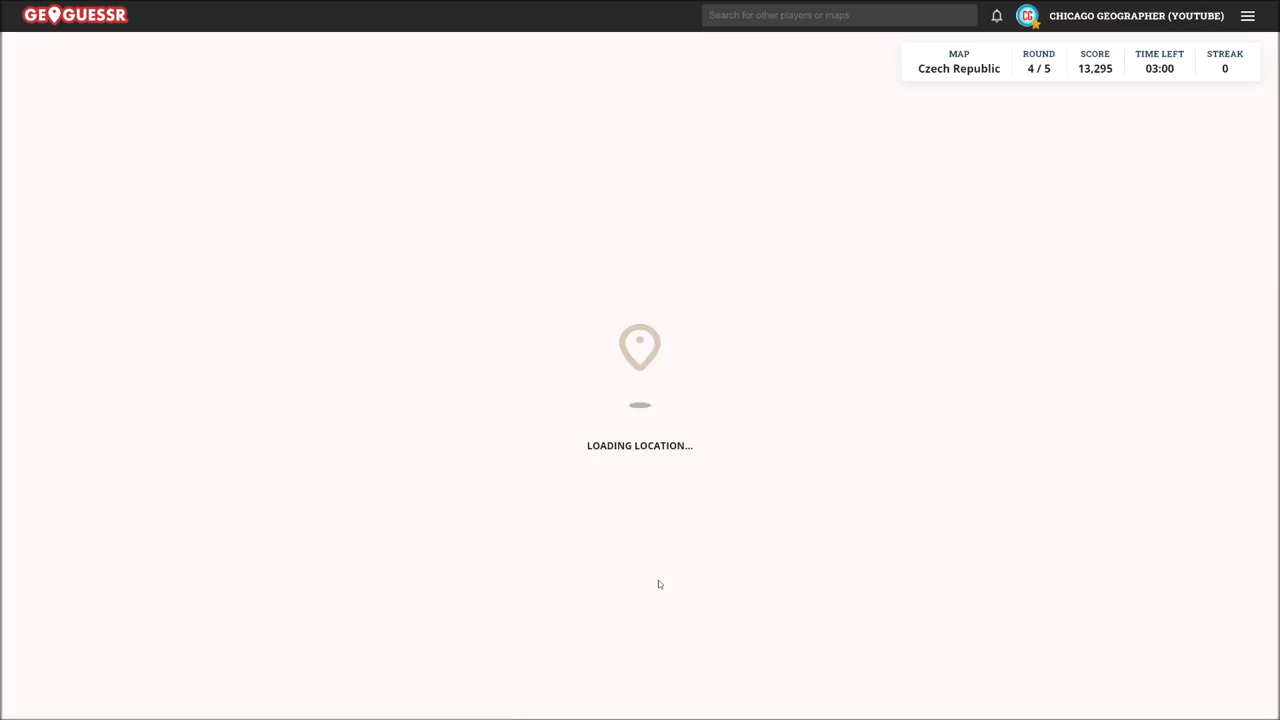 GEOGUESSR
Search for other players or maps
CG
CHICAGO GEOGRAPHER (YOUTUBE)
MAP
Czech Republic
ROUND
4 / 5
SCORE
13,295
TIME LEFT
03:00
STREAK
0
LOADING LOCATION...